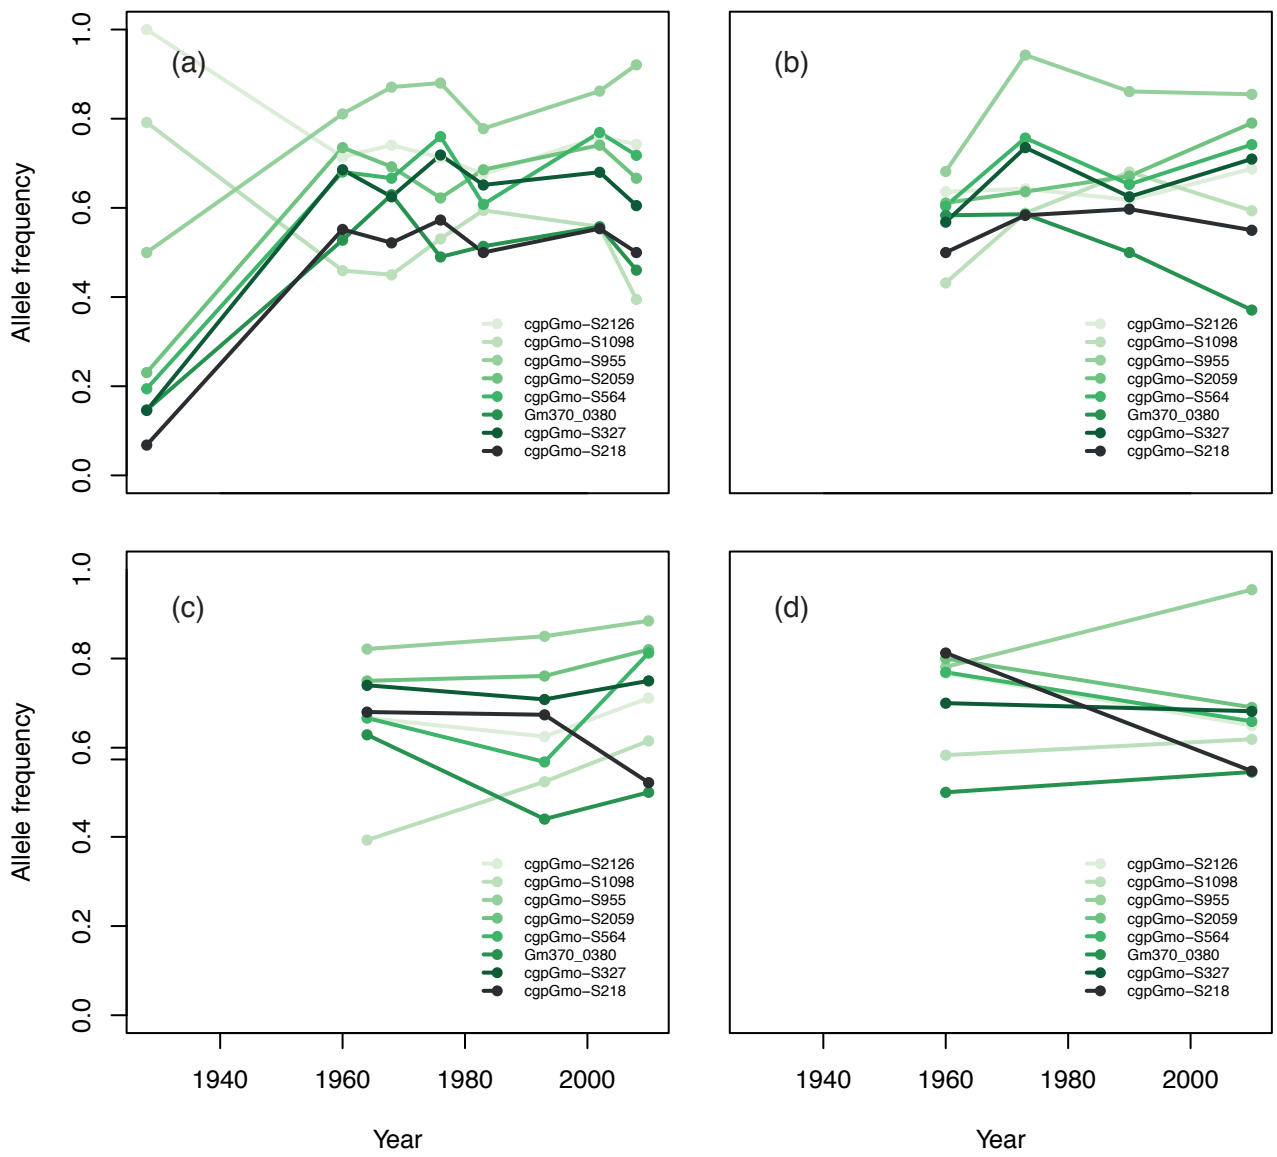 (a)
1.0
0.8
0.6
0.4
0.2
0.0
Allele frequency
cgpGmo−S2126
cgpGmo−S1098
cgpGmo−S955
cgpGmo−S2059
cgpGmo−S564
Gm370_0380
cgpGmo−S327
cgpGmo−S218
(b)
cgpGmo−S2126
cgpGmo−S1098
cgpGmo−S955
cgpGmo−S2059
cgpGmo−S564
Gm370_0380
cgpGmo−S327
cgpGmo−S218
(c)
1.0
0.8
0.6
0.4
0.2
0.0
Allele frequency
cgpGmo−S2126
cgpGmo−S1098
cgpGmo−S955
cgpGmo−S2059
cgpGmo−S564
Gm370_0380
cgpGmo−S327
cgpGmo−S218
1940 1960 1980 2000
Year
(d)
cgpGmo−S2126
cgpGmo−S1098
cgpGmo−S955
cgpGmo−S2059
cgpGmo−S564
Gm370_0380
cgpGmo−S327
cgpGmo−S218
1940 1960 1980 2000
Year